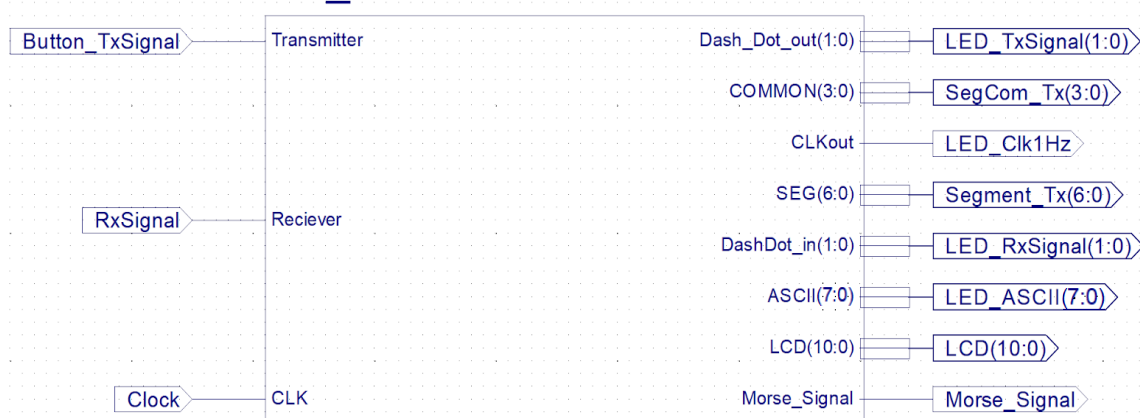 Button_TxSignal Transmitter Dash_Dot_out(1:0) LED_TxSignal(1:0)
COMMON(3:0) SegCom_Tx(3:0)
CLKout LED_Clk1Hz
SEG(6:0) Segment_Tx(6:0)
RxSignal Reciever
DashDot_in(1:0) LED_RxSignal(1:0)
ASCII(7:0) LED_ASCII(7:0)
LCD(10:0) LCD(10:0)
Clock CLK Morse_Signal Morse_Signal